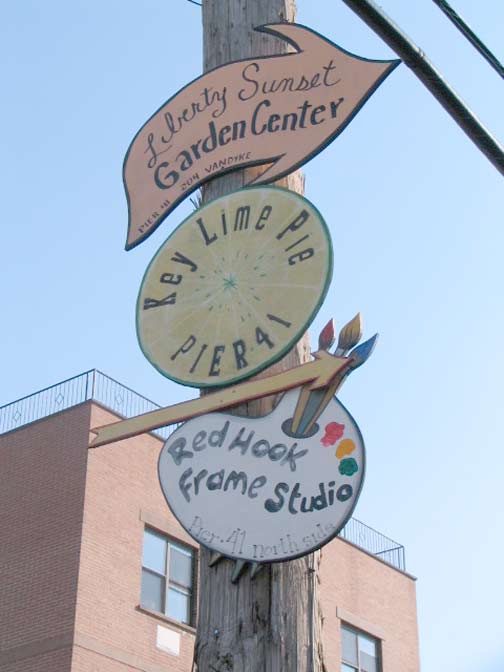 Liberty Sunset
Garden Center
PIER 41 204 VANDYKE
Key Lime Pie
PIER 41
Red Hook
Frame Studio
Pier 41 north side